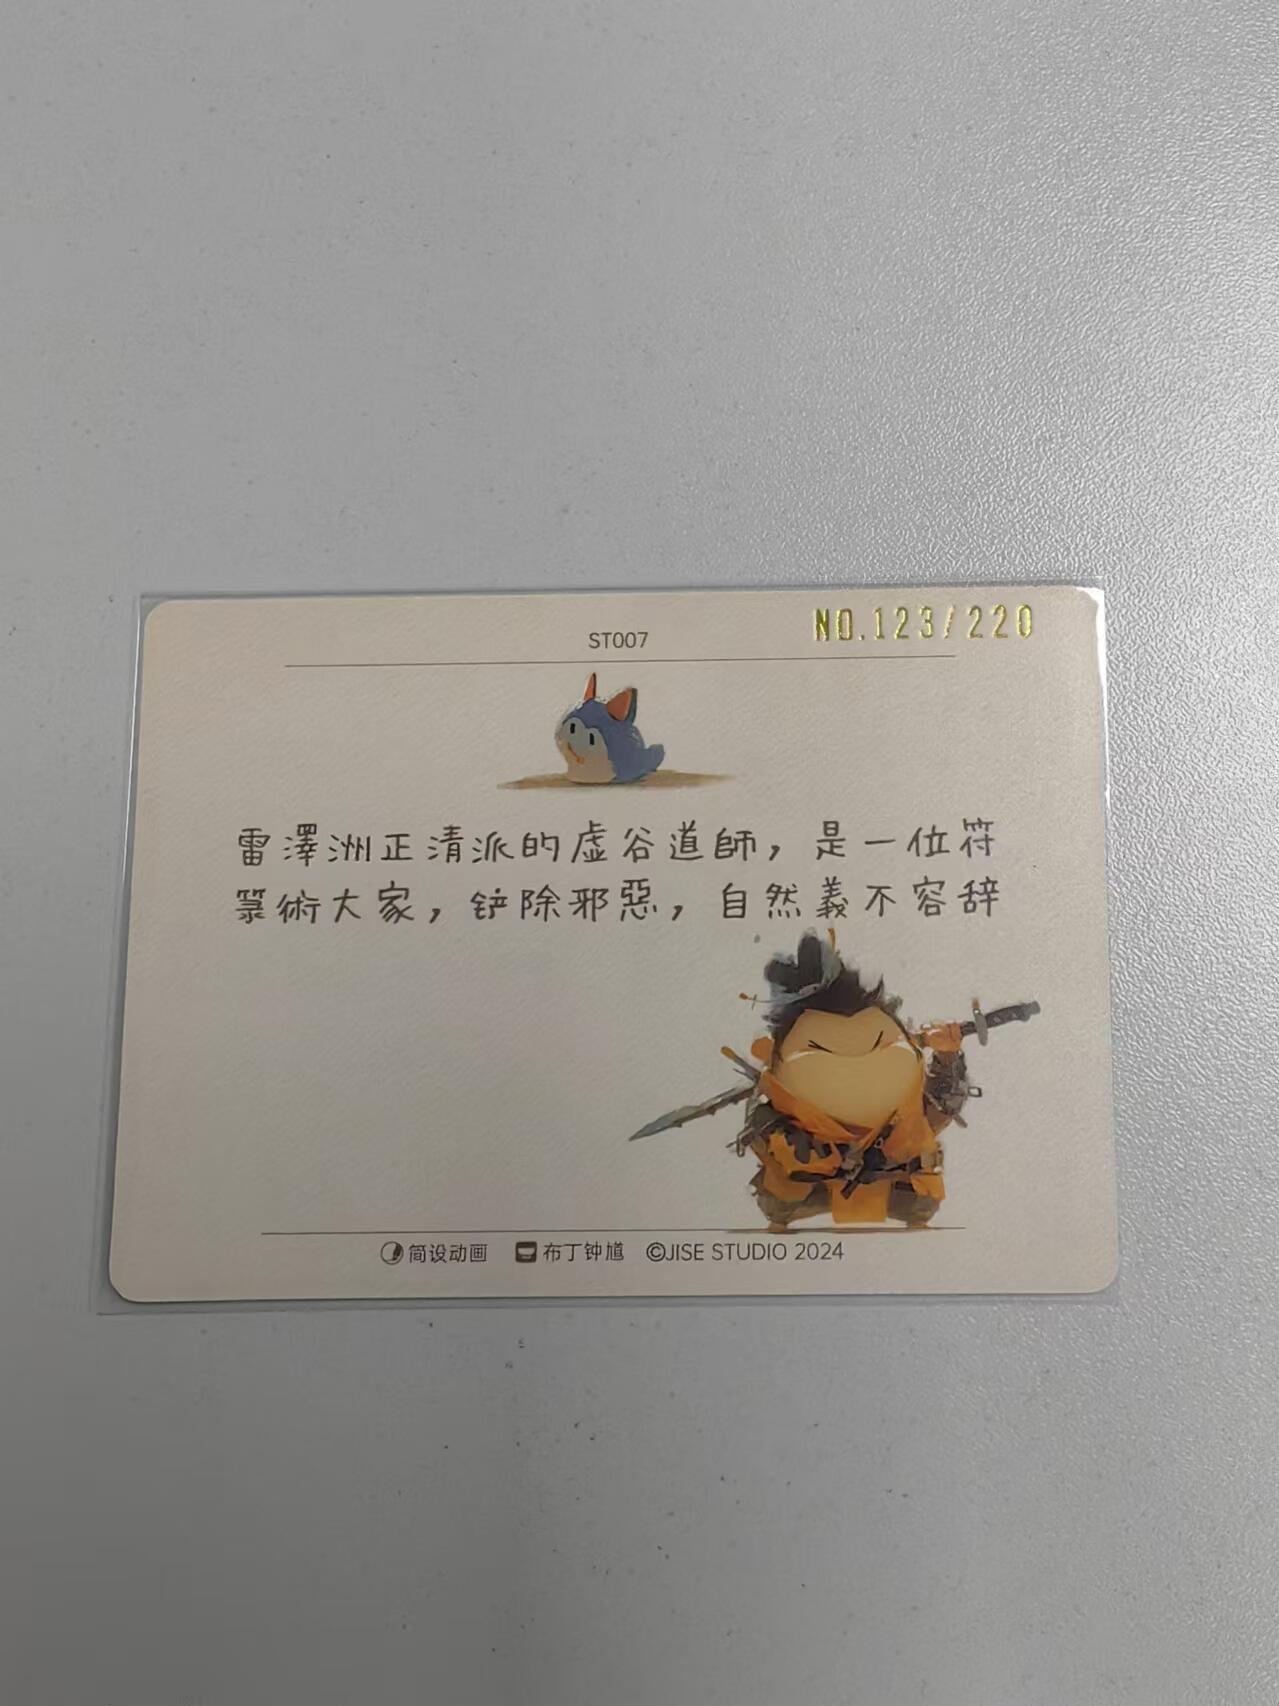 ST007
NO.123/220
雷澤洲正清派的虚谷道師，是一位符
箓術大家，铲除邪惡，自然義不容辞
简设动画 布丁钟馗 ©JISE STUDIO 2024